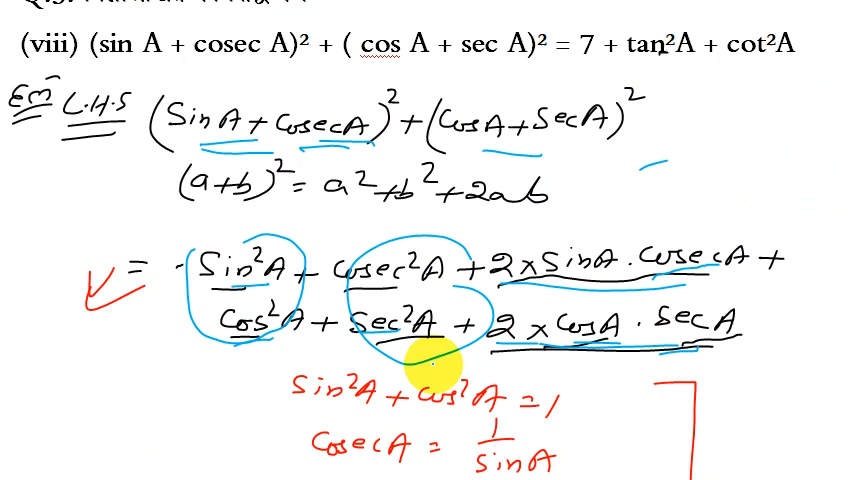 (viii) (sin A + cosec A)² + ( cos A + sec A)² = 7 + tan²A + cot²A
L.H.S (SinA + CosecA)² + (CosA + SecA)²
(a+b)² = a² + b² + 2ab
= Sin²A + Cosec²A + 2 × SinA . CosecA +
Cos²A + Sec²A + 2 × CosA . SecA
Sin²A + Cos²A = 1
CosecA = 1/SinA